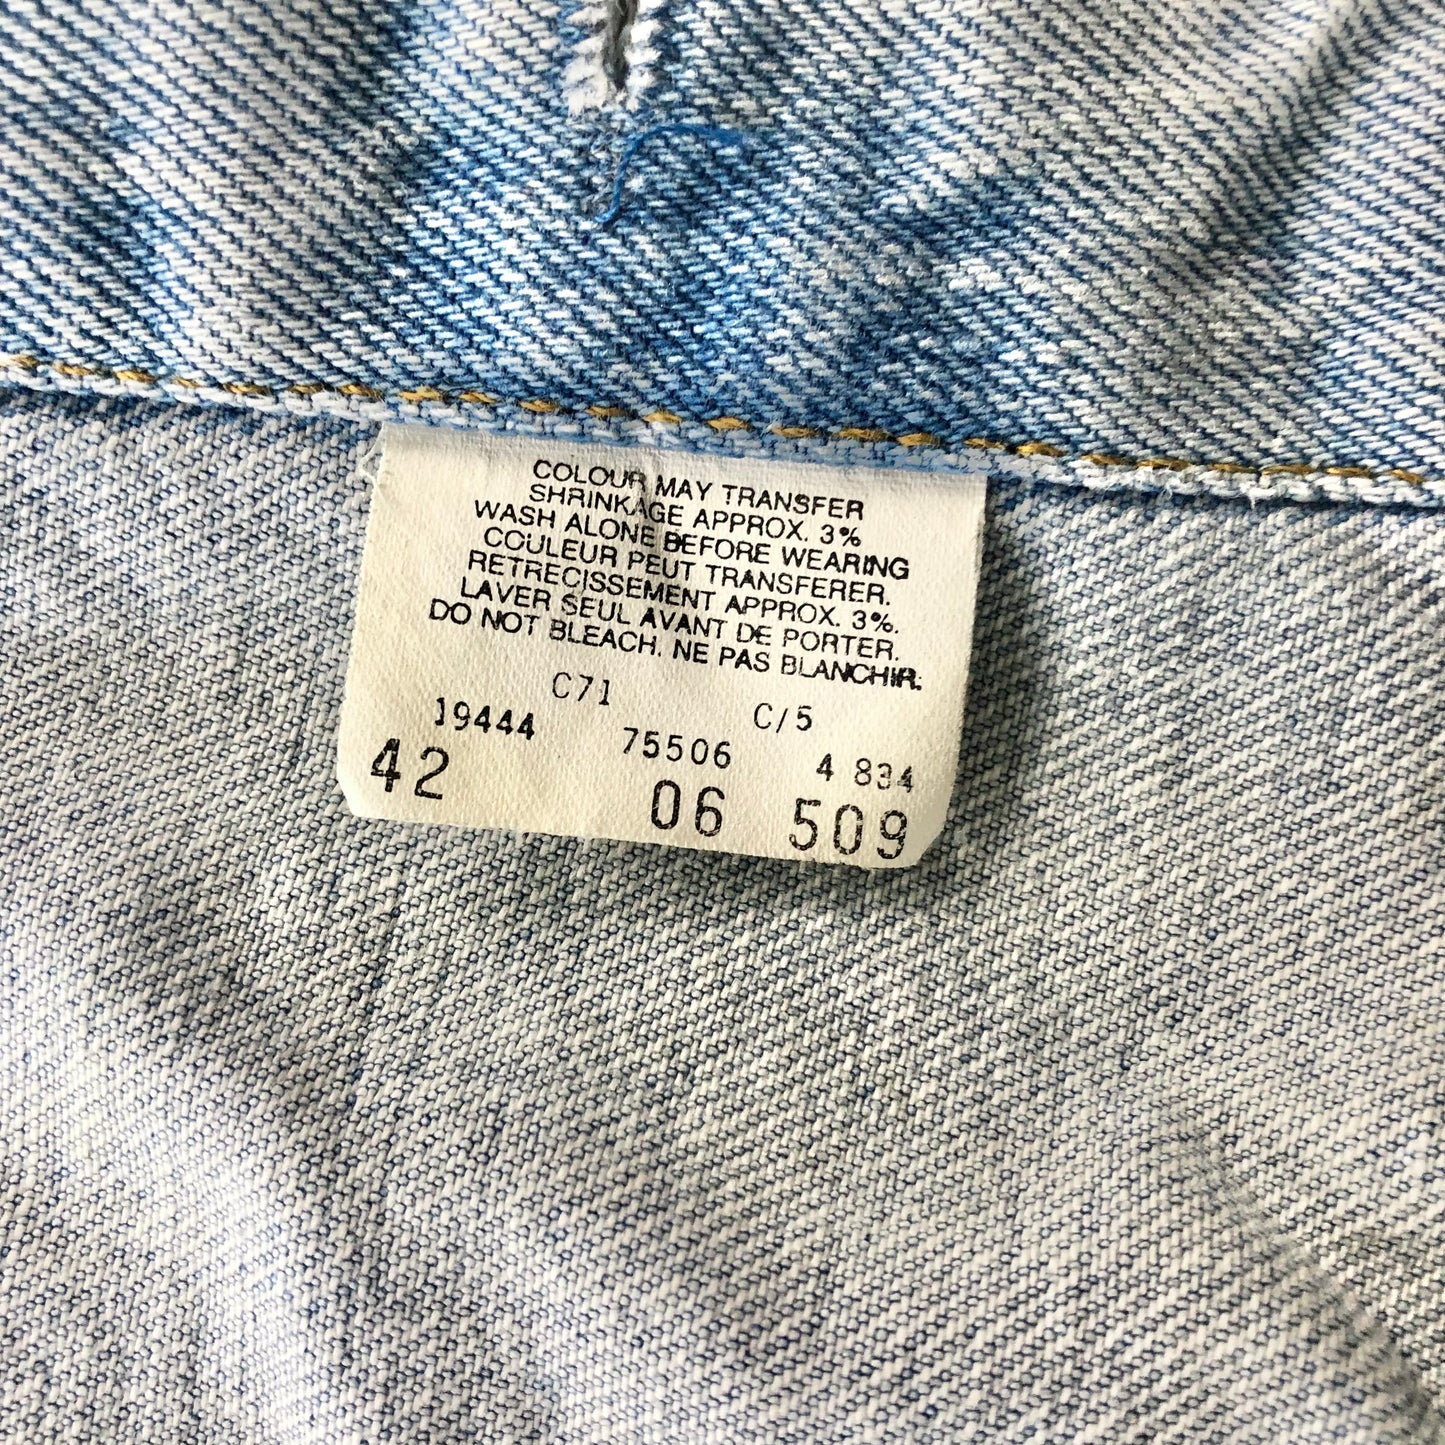 COLOUR MAY TRANSFER
SHRINKAGE APPROX. 3%
WASH ALONE BEFORE WEARING
COULEUR PEUT TRANSFERER.
RETRECISSEMENT APPROX. 3%.
LAVER SEUL AVANT DE PORTER.
DO NOT BLEACH. NE PAS BLANCHIR.
C71 C/5
19444 75506 4 834
42 06 509